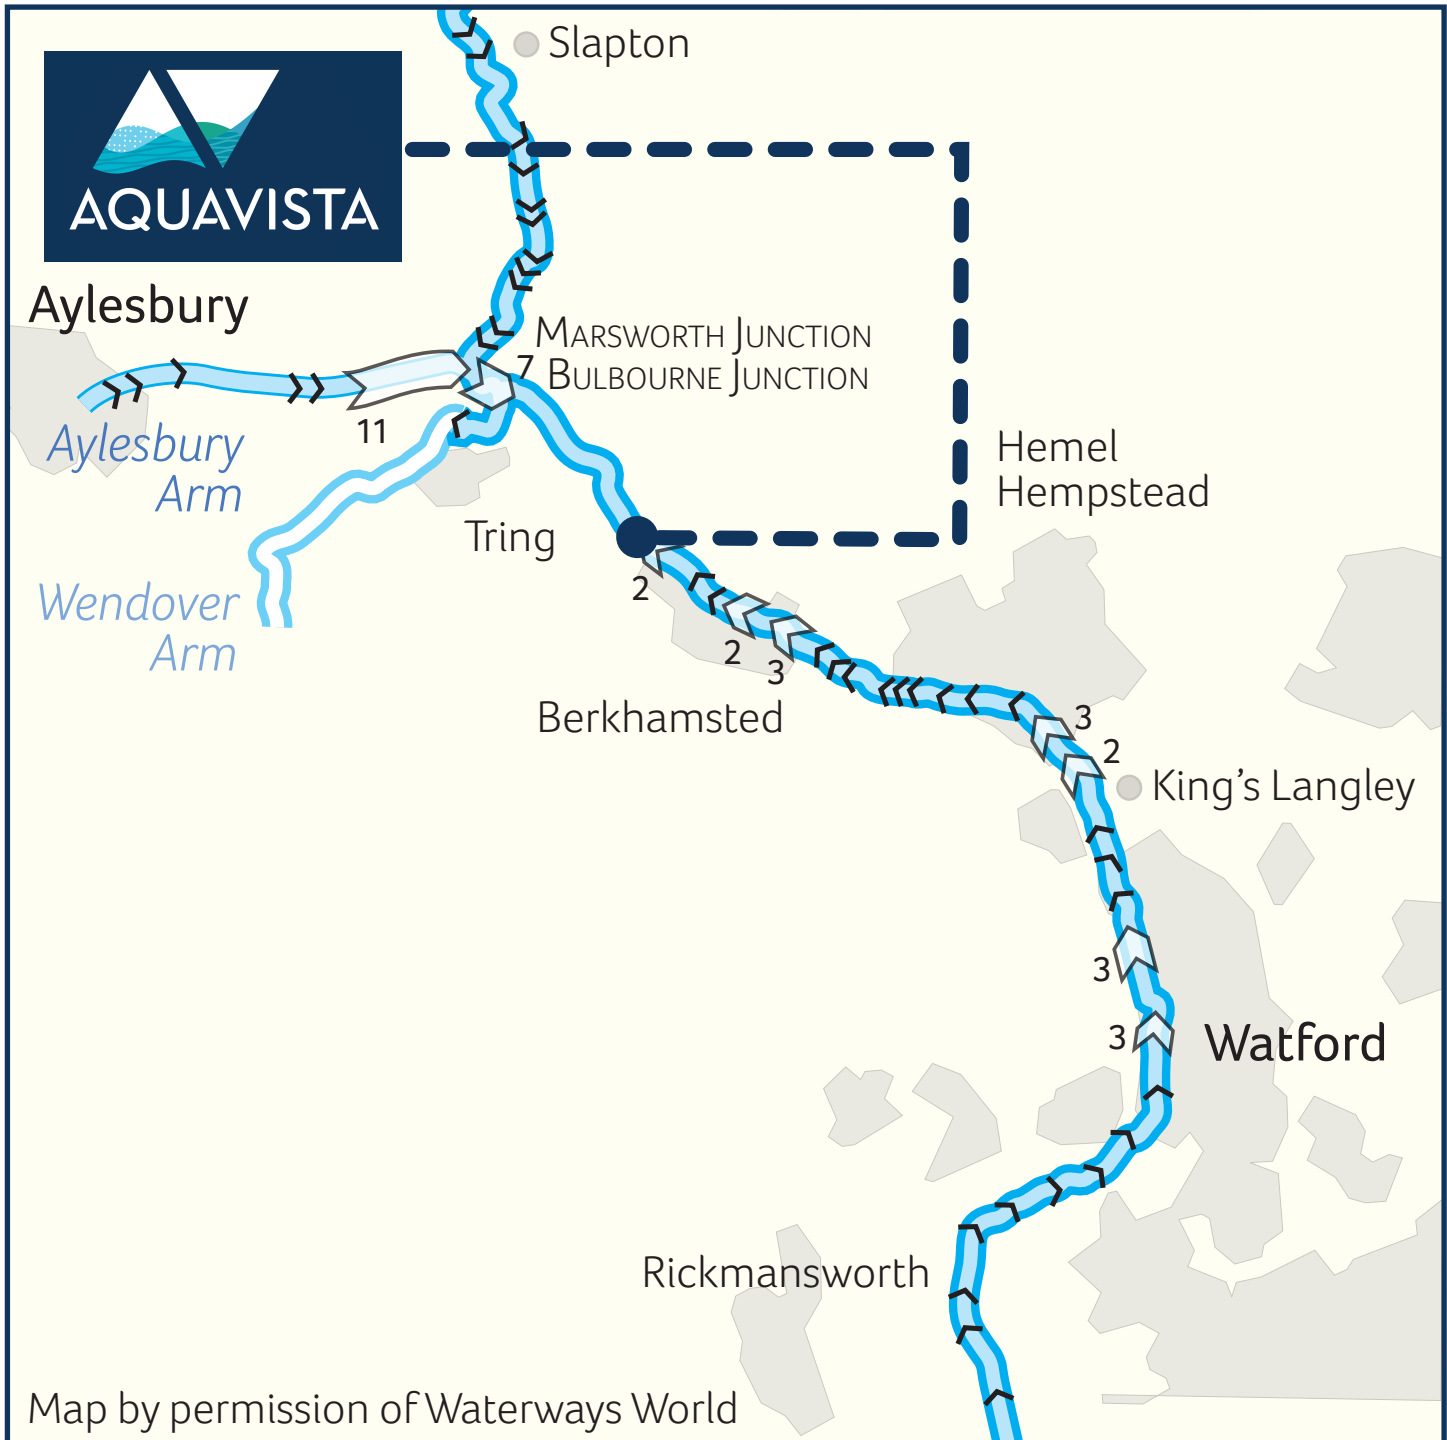 Slapton
AQUAVISTA
Aylesbury
MARSWORTH JUNCTION
7
BULBOURNE JUNCTION
11
Aylesbury
Arm
Hemel
Hempstead
Tring
2
Wendover
Arm
2
3
Berkhamsted
3
2
King's Langley
3
3
Watford
Rickmansworth
Map by permission of Waterways World